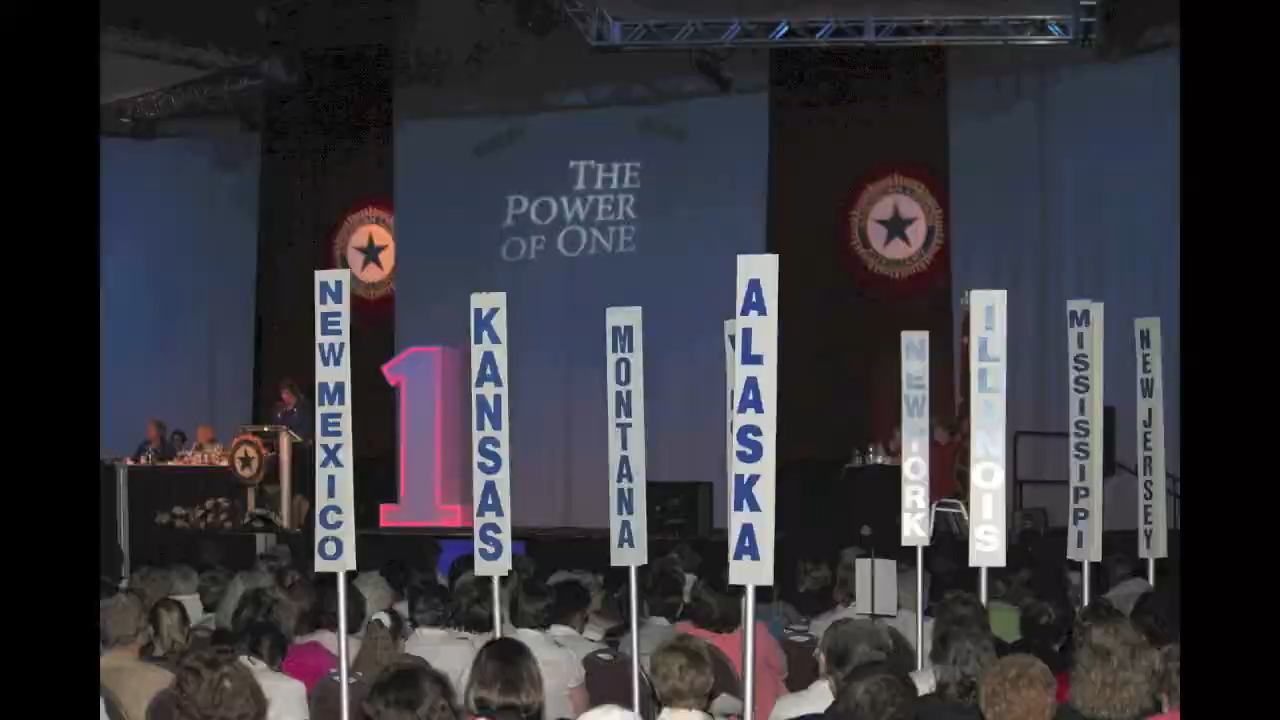 THE
POWER
OF ONE
1
NEW MEXICO
KANSAS
MONTANA
ALASKA
NEW YORK
ILLINOIS
MISSISSIPPI
NEW JERSEY